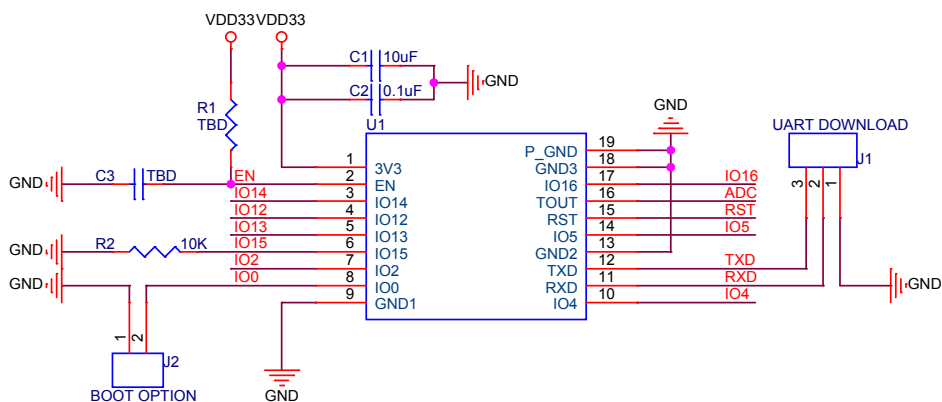 VDD33 VDD33
C1 10uF
GND
C2 0.1uF
R1
TBD
U1
GND
UART DOWNLOAD
J1
1 3V3
2 EN
3 IO14
4 IO12
5 IO13
6 IO15
7 IO2
8 IO0
9 GND1
P_GND 19
GND3 18
IO16 17
TOUT 16
RST 15
IO5 14
GND2 13
TXD 12
RXD 11
IO4 10
GND C3 TBD EN
IO14
IO12
IO13
GND R2 10K IO15
IO2
GND IO0
IO16
ADC
RST
IO5
TXD
RXD
IO4
3 2 1
GND
1 2
J2
BOOT OPTION
GND